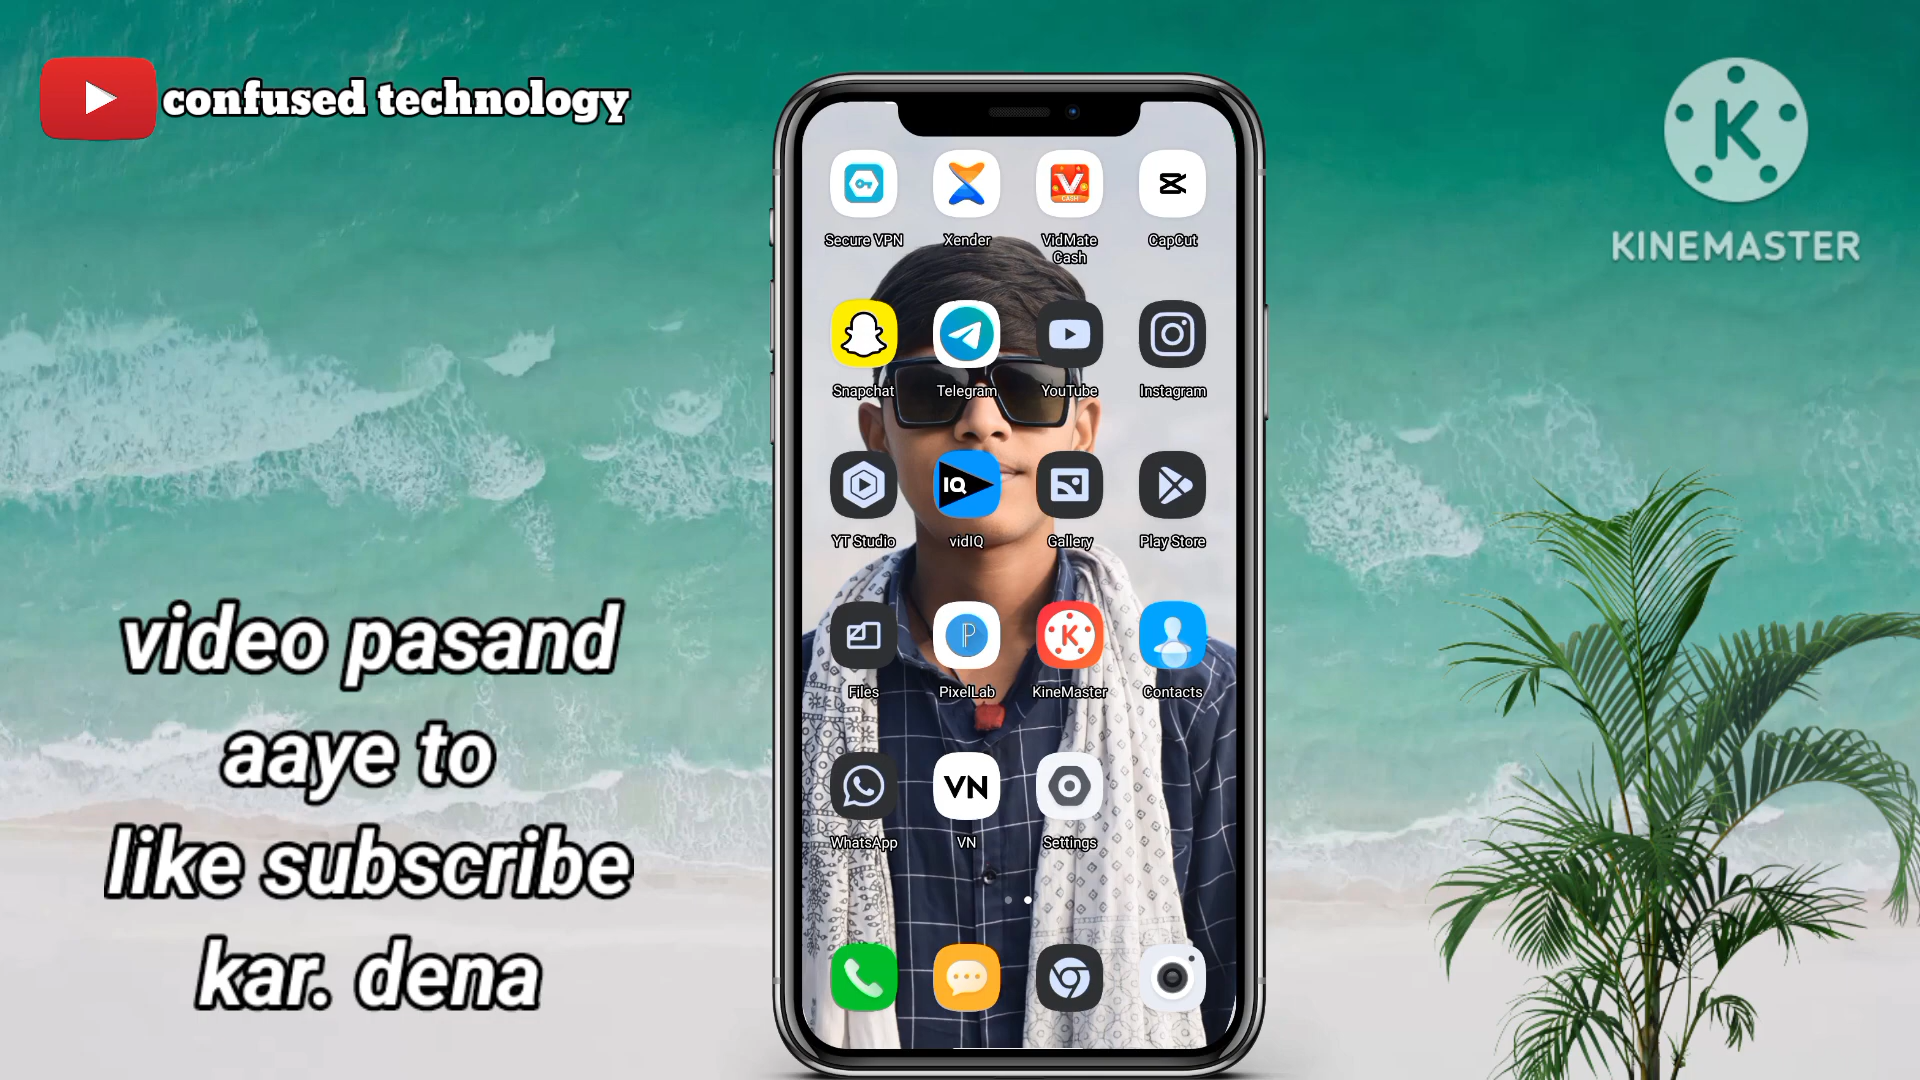 confused technology
KINEMASTER
Secure VPN
Xender
VidMate
Cash
CapCut
Snapchat
Telegram
YouTube
Instagram
YT Studio
vidIQ
Gallery
Play Store
Files
PixelLab
KineMaster
Contacts
WhatsApp
VN
Settings
video pasand
aaye to
like subscribe
kar. dena